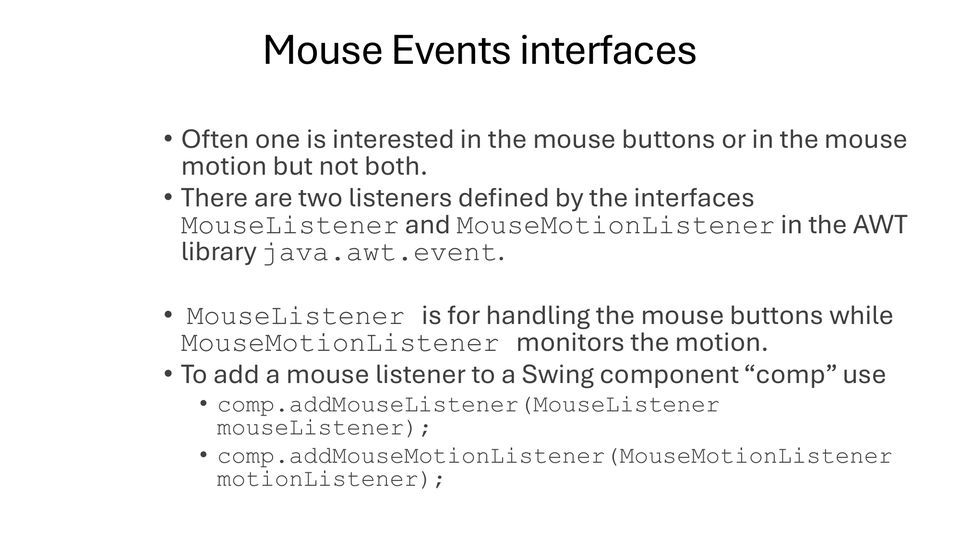 Mouse Events interfaces
• Often one is interested in the mouse buttons or in the mouse
motion but not both.
• There are two listeners defined by the interfaces
MouseListener and MouseMotionListener in the AWT
library java.awt.event.
• MouseListener is for handling the mouse buttons while
MouseMotionListener monitors the motion.
• To add a mouse listener to a Swing component “comp” use
• comp.addMouseListener(MouseListener
mouseListener);
• comp.addMouseMotionListener(MouseMotionListener
motionListener);